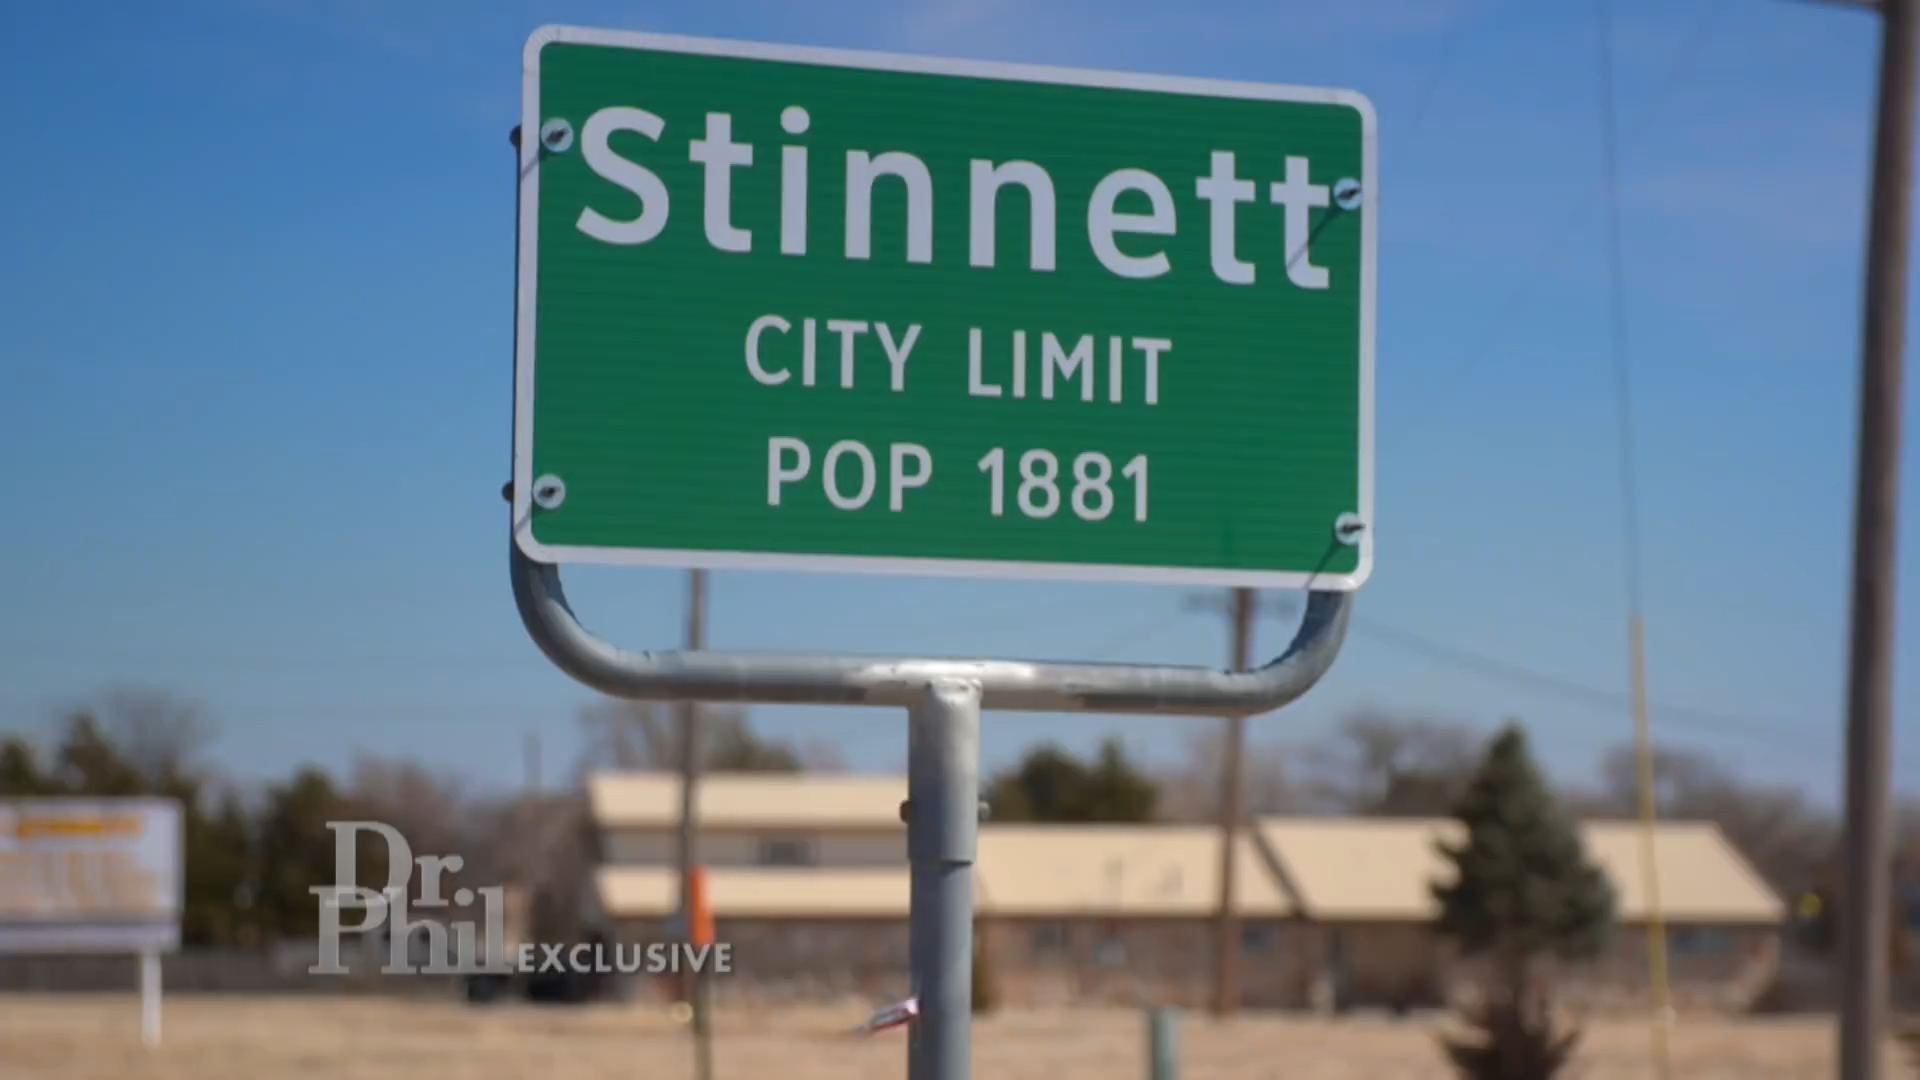 Stinnett
CITY LIMIT
POP 1881
Dr.
Phil EXCLUSIVE